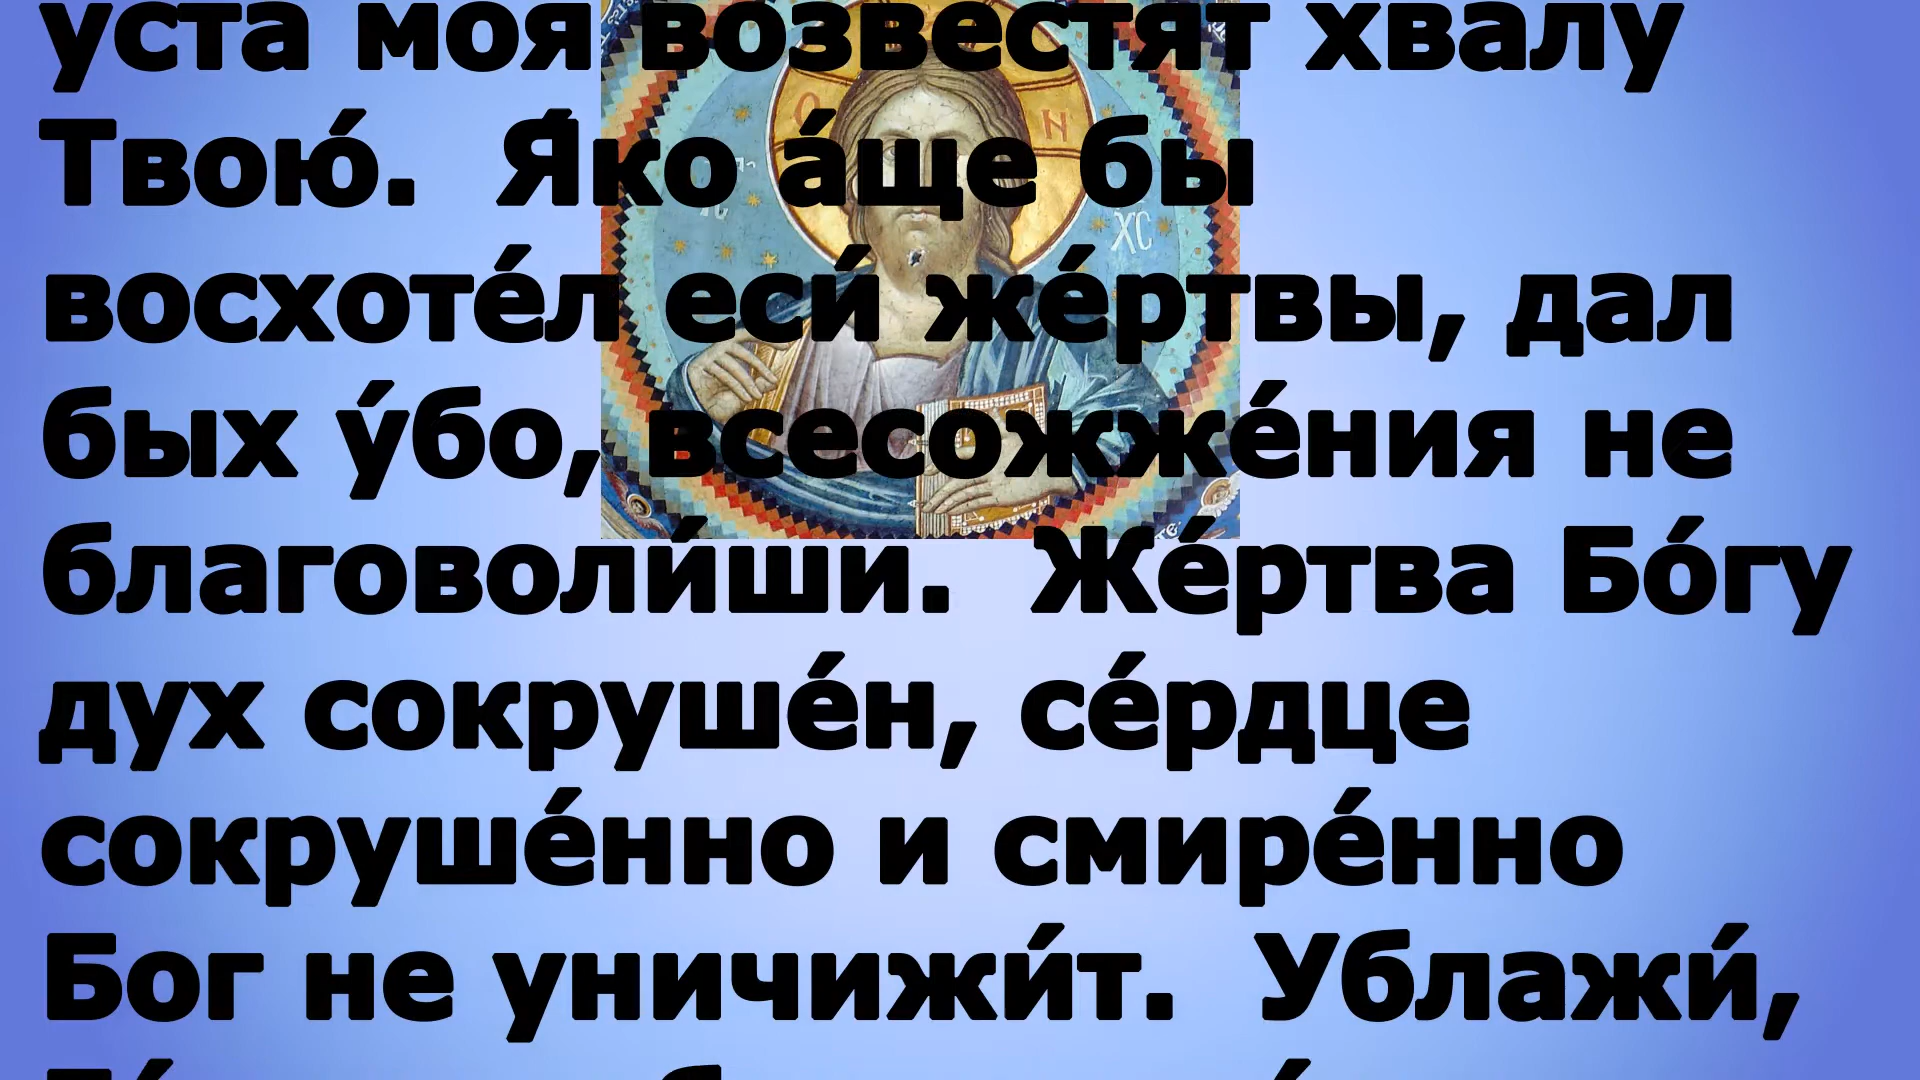 уста моя возвестят хвалу
Твою́. Я́ко а́ще бы
восхоте́л еси́ же́ртвы, дал
бых у́бо, всесожже́ния не
благоволи́ши. Же́ртва Бо́гу
дух сокруше́н, се́рдце
сокруше́нно и смире́нно
Бог не уничижи́т. Ублажи́,
Н
ХС